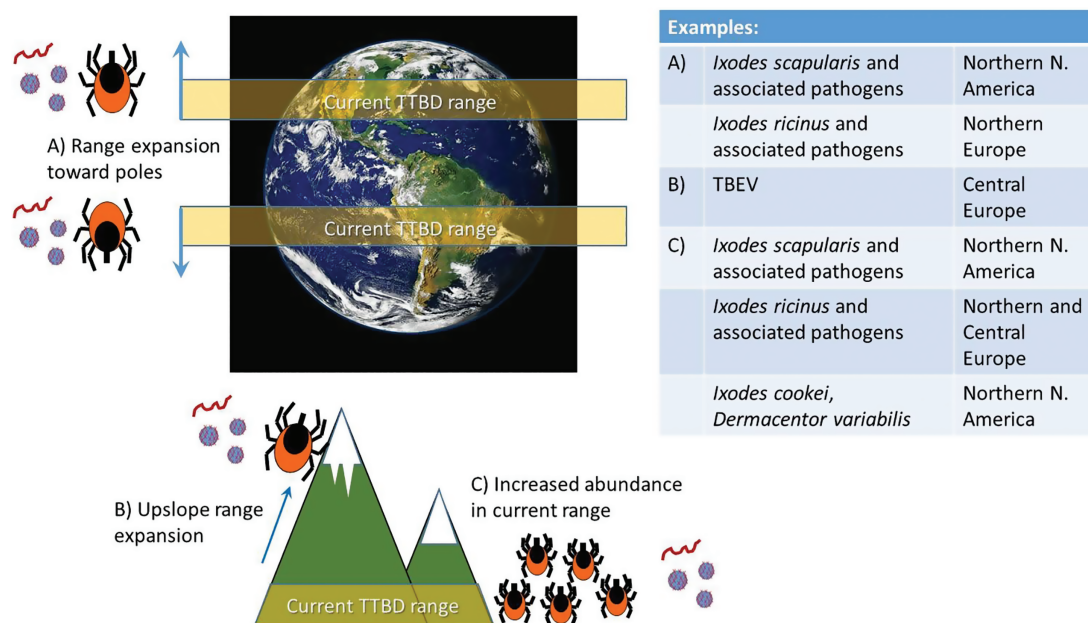 Current TTBD range
A) Range expansion
toward poles
Current TTBD range
Examples:
A) Ixodes scapularis and Northern N.
associated pathogens America
Ixodes ricinus and Northern
associated pathogens Europe
B) TBEV Central
Europe
C) Ixodes scapularis and Northern N.
associated pathogens America
Ixodes ricinus and Northern and
associated pathogens Central
Europe
Ixodes cookei, Northern N.
Dermacentor variabilis America
B) Upslope range
expansion
C) Increased abundance
in current range
Current TTBD range